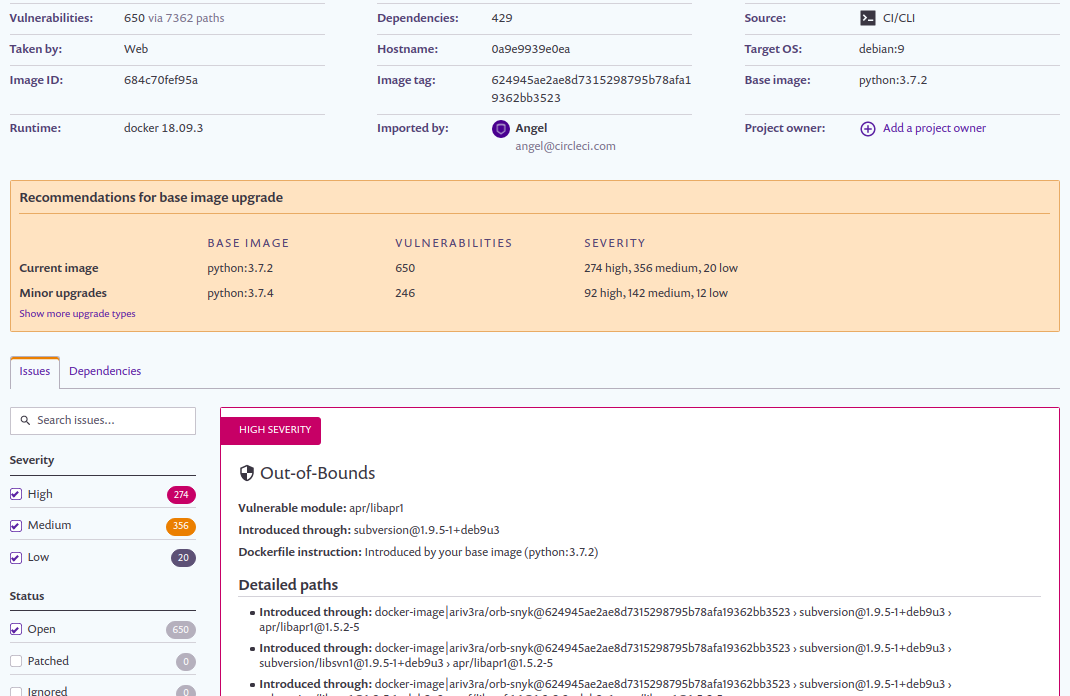 Vulnerabilities: 650 via 7362 paths Dependencies: 429 Source: CI/CLI
Taken by: Web Hostname: 0a9e9939e0ea Target OS: debian:9
Image ID: 684c70fef95a Image tag: 624945ae2ae8d7315298795b78afa1 Base image: python:3.7.2
9362bb3523
Runtime: docker 18.09.3 Imported by: Angel Project owner: Add a project owner
angel@circleci.com
Recommendations for base image upgrade
BASE IMAGE VULNERABILITIES SEVERITY
Current image python:3.7.2 650 274 high, 356 medium, 20 low
Minor upgrades python:3.7.4 246 92 high, 142 medium, 12 low
Show more upgrade types
Issues Dependencies
Search issues...
Severity
High 274
Medium 356
Low 20
Status
Open 650
Patched 0
Ignored 0
HIGH SEVERITY
Out-of-Bounds
Vulnerable module: apr/libapr1
Introduced through: subversion@1.9.5-1+deb9u3
Dockerfile instruction: Introduced by your base image (python:3.7.2)
Detailed paths
• Introduced through: docker-image|ariv3ra/orb-snyk@624945ae2ae8d7315298795b78afa19362bb3523 › subversion@1.9.5-1+deb9u3 ›
apr/libapr1@1.5.2-5
• Introduced through: docker-image|ariv3ra/orb-snyk@624945ae2ae8d7315298795b78afa19362bb3523 › subversion@1.9.5-1+deb9u3 ›
subversion/libsvn1@1.9.5-1+deb9u3 › apr/libapr1@1.5.2-5
• Introduced through: docker-image|ariv3ra/orb-snyk@624945ae2ae8d7315298795b78afa19362bb3523 › subversion@1.9.5-1+deb9u3 ›